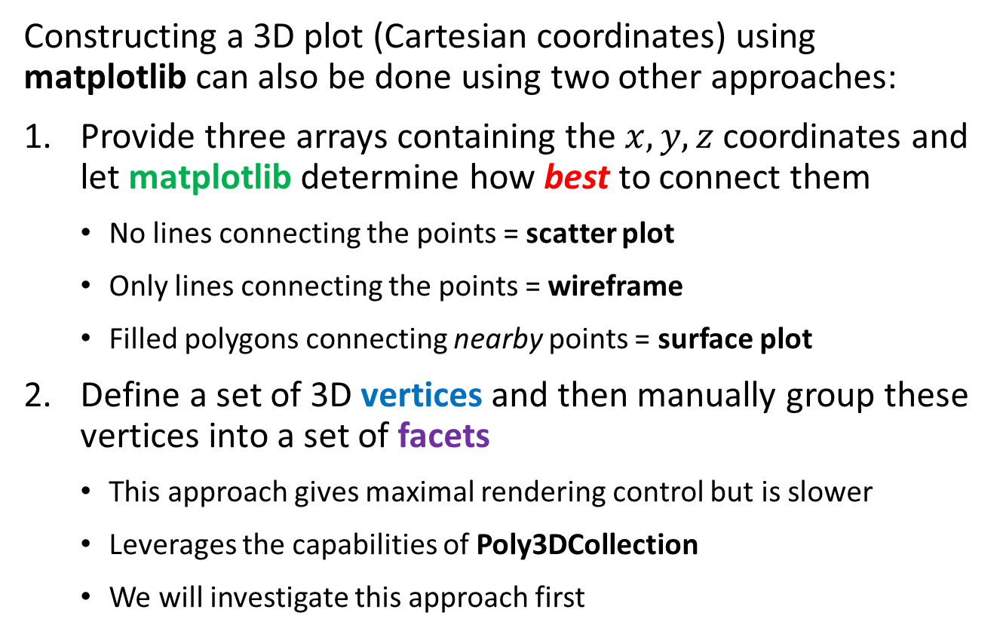 Constructing a 3D plot (Cartesian coordinates) using
matplotlib can also be done using two other approaches:
1. Provide three arrays containing the x, y, z coordinates and
let matplotlib determine how best to connect them
• No lines connecting the points = scatter plot
• Only lines connecting the points = wireframe
• Filled polygons connecting nearby points = surface plot
2. Define a set of 3D vertices and then manually group these
vertices into a set of facets
• This approach gives maximal rendering control but is slower
• Leverages the capabilities of Poly3DCollection
• We will investigate this approach first